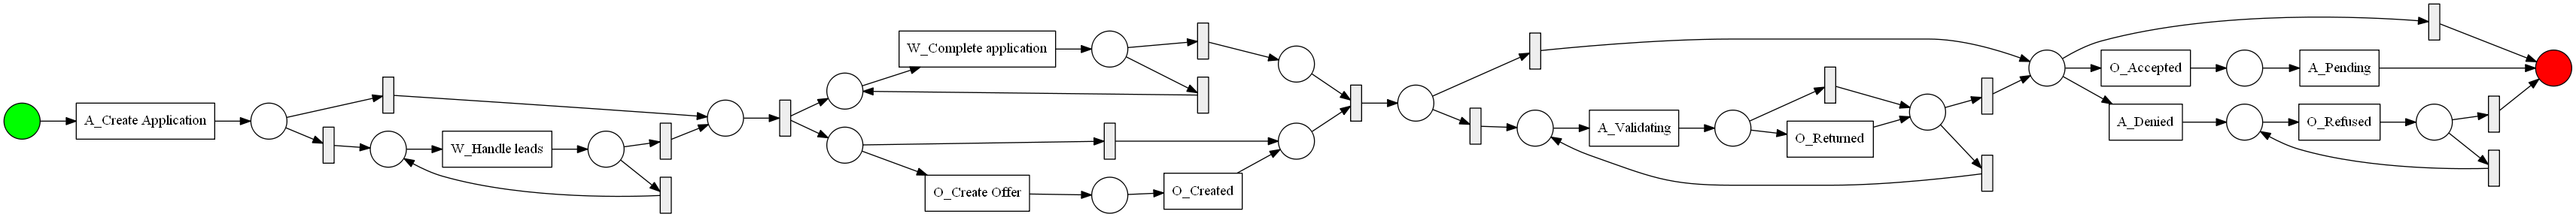 A_Create Application
W_Handle leads
W_Complete application
O_Create Offer
O_Created
A_Validating
O_Returned
O_Accepted
A_Pending
A_Denied
O_Refused